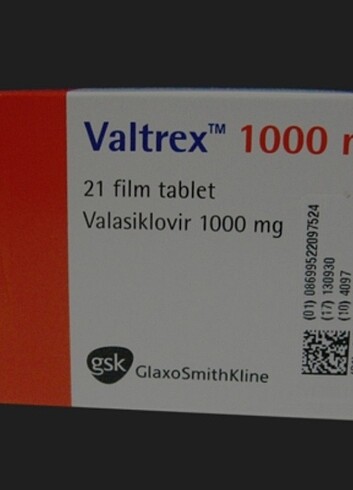 Valtrex™ 1000
21 film tablet
Valasiklovir 1000 mg
(01) 08699522097524
(17) 130930
(10) 4097
gsk GlaxoSmithKline